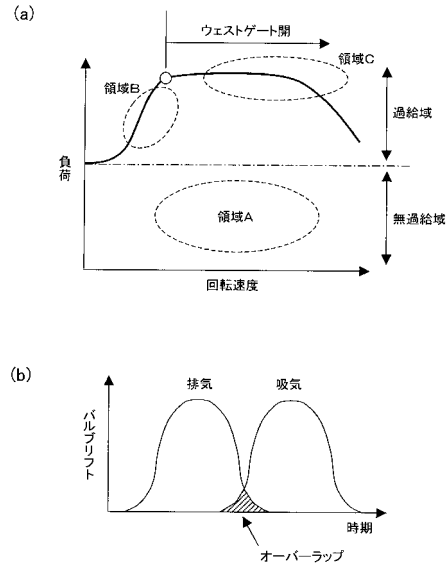 (a)
ウェストゲート開
領域C
領域B
過給域
負荷
領域A
無過給域
回転速度
(b)
排気
吸気
バルブリフト
時期
オーバーラップ